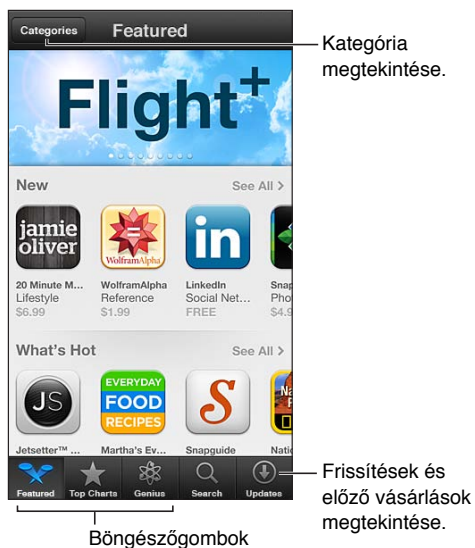 Categories Featured
Kategória
megtekintése.
Flight+
New See All >
jamie
oliver
WolframAlpha
in
20 Minute M... WolframAlpha LinkedIn Snap
Lifestyle Reference Social Net... Pho
$6.99 $1.99 FREE $4.9
What's Hot See All >
JS
EVERYDAY
FOOD
RECIPES
S
Jetsetter™ ... Martha's Ev... Snapguide Natio
Featured Top Charts Genius Search Updates
Frissítések és
előző vásárlások
megtekintése.
Böngészőgombok